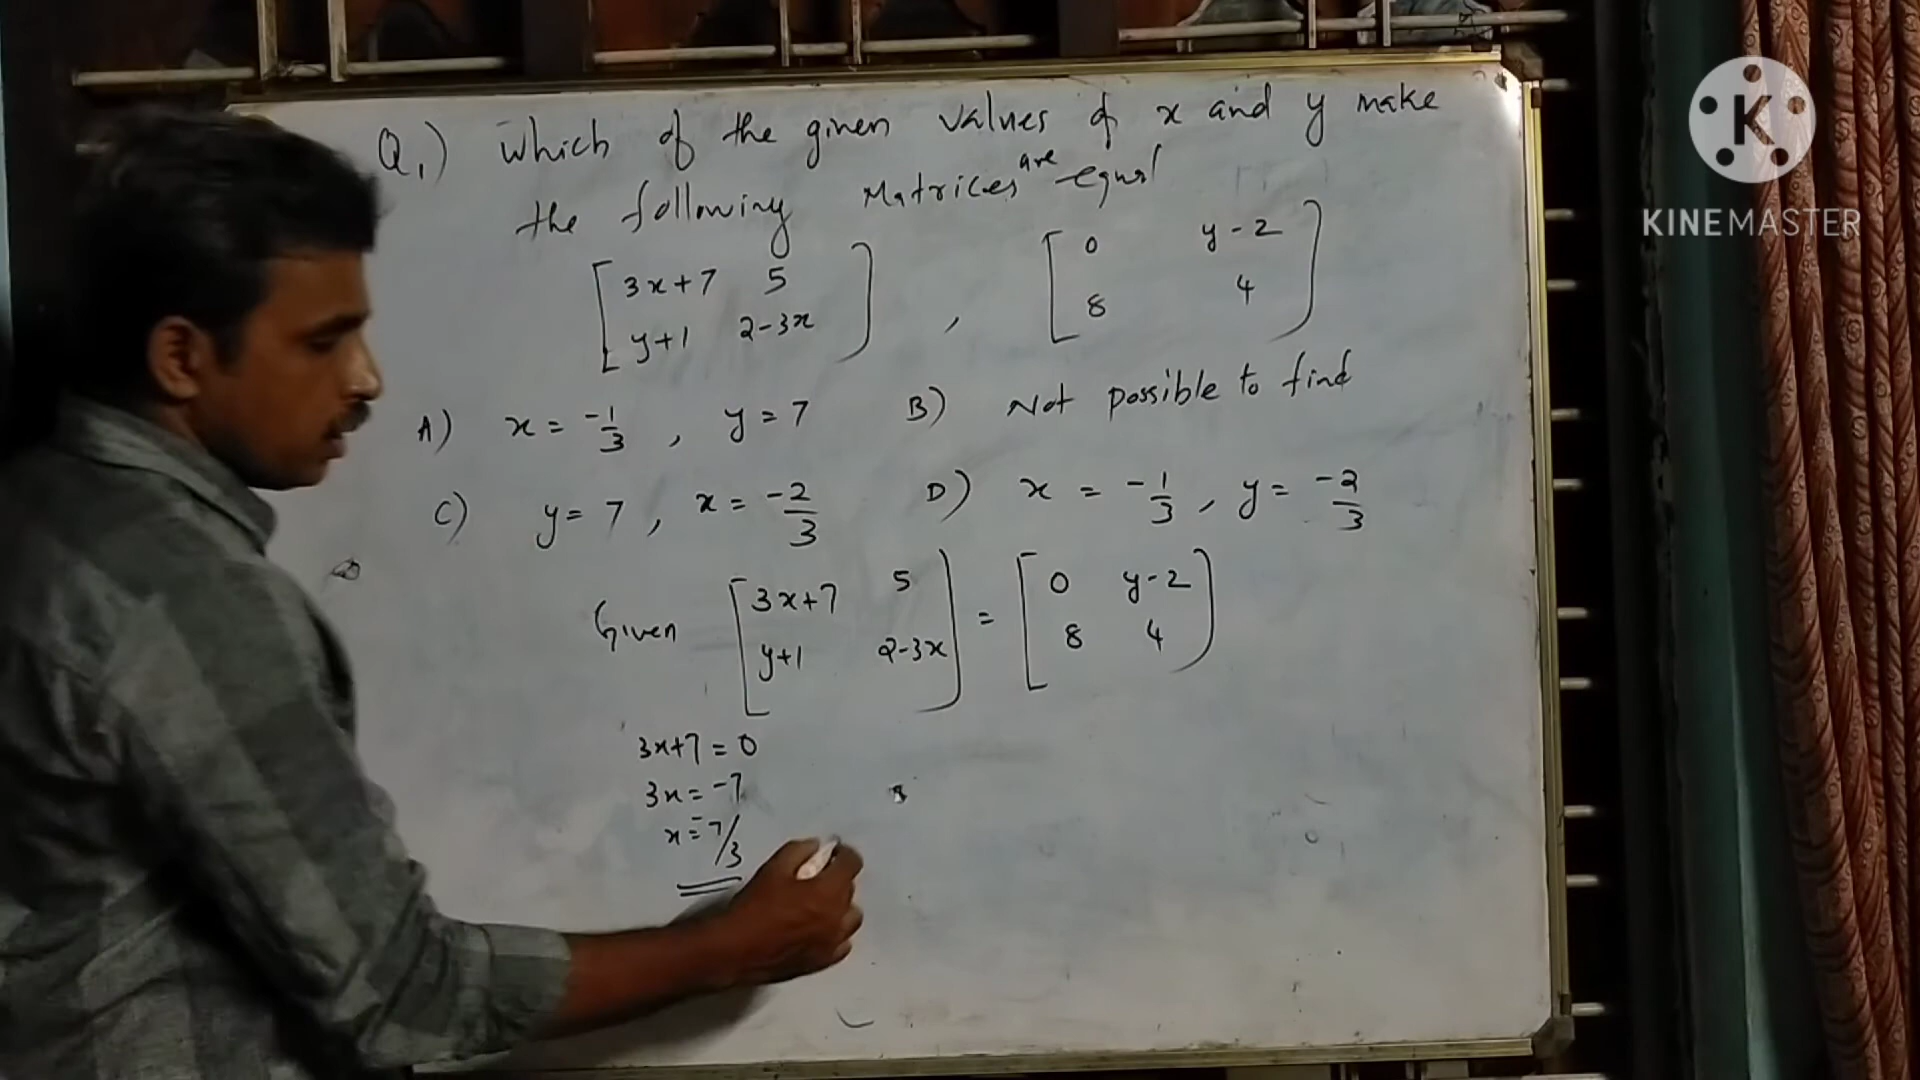 Q1) Which of the given values of x and y make
the following Matrices are equal
[3x+7 5
y+1 2-3x] , [0 y-2
8 4]
A) x = -1/3 , y = 7 B) Not possible to find
C) y = 7 , x = -2/3 D) x = -1/3 , y = -2/3
Given [3x+7 5
y+1 2-3x] = [0 y-2
8 4]
3x+7 = 0
3x = -7
x = -7/3
K
KINEMASTER